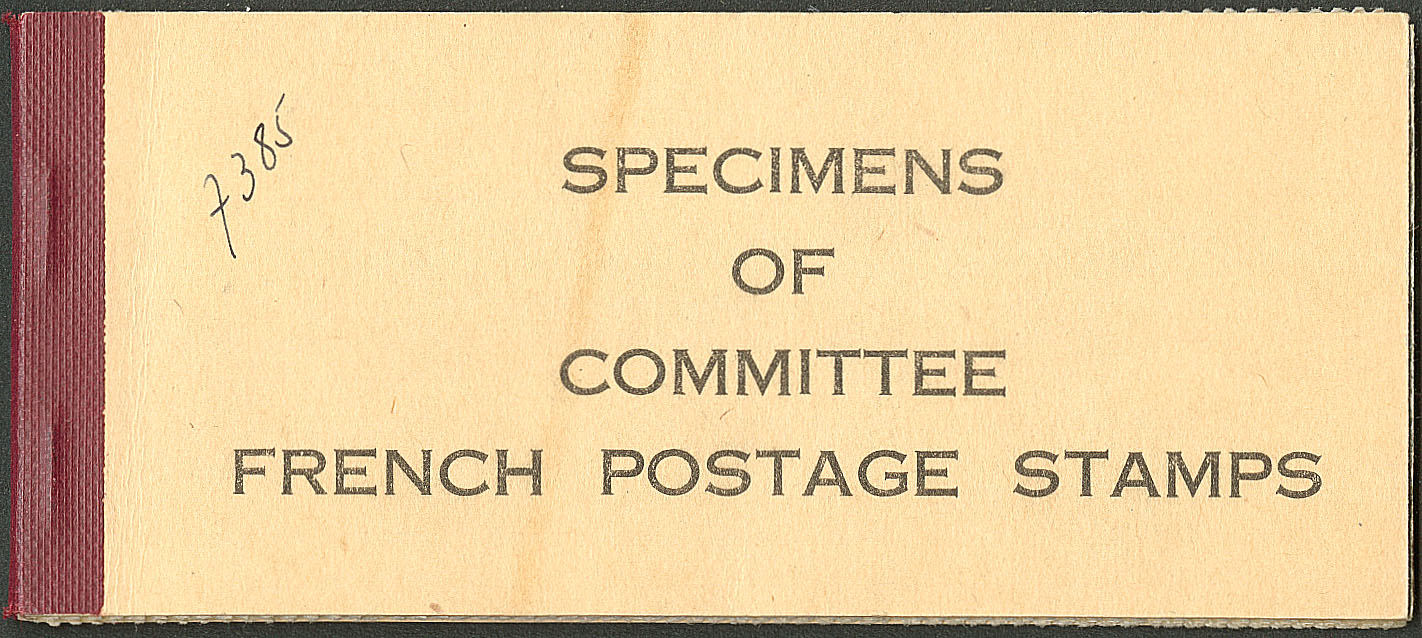 7385
SPECIMENS
OF
COMMITTEE
FRENCH POSTAGE STAMPS